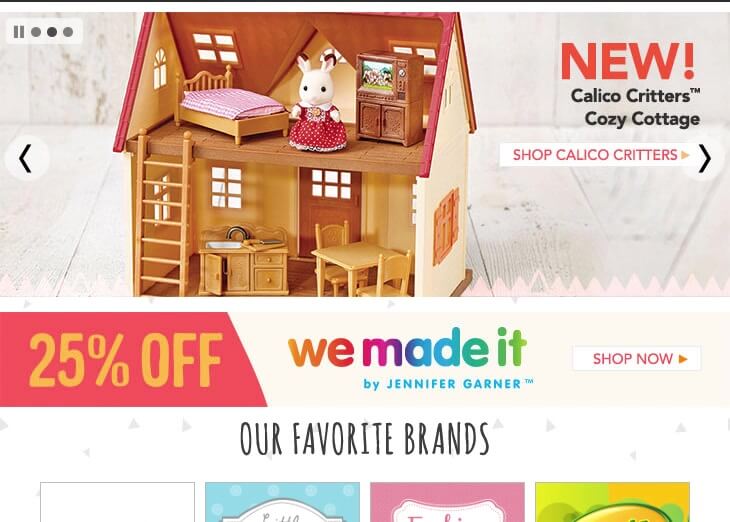 NEW!
Calico Critters™
Cozy Cottage
SHOP CALICO CRITTERS
25% OFF
we made it
by JENNIFER GARNER™
SHOP NOW
OUR FAVORITE BRANDS